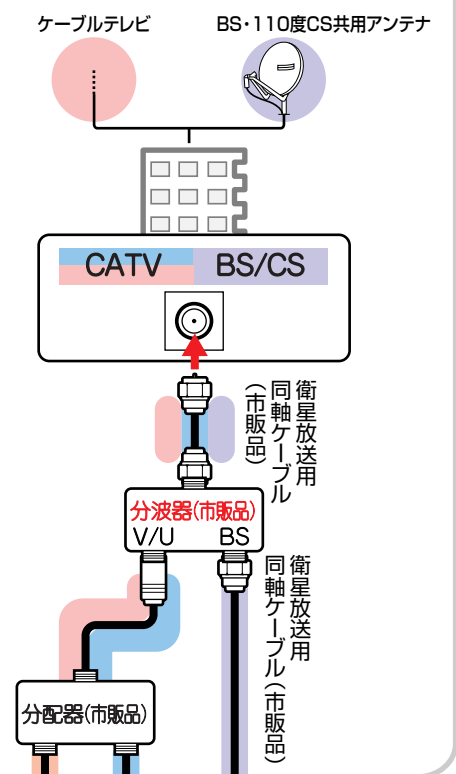 ケーブルテレビ
BS・110度CS共用アンテナ
CATV
BS/CS
衛星放送用
同軸ケーブル
（市販品）
分波器(市販品)
V/U
BS
衛星放送用
同軸ケーブル（市販品）
分配器(市販品)